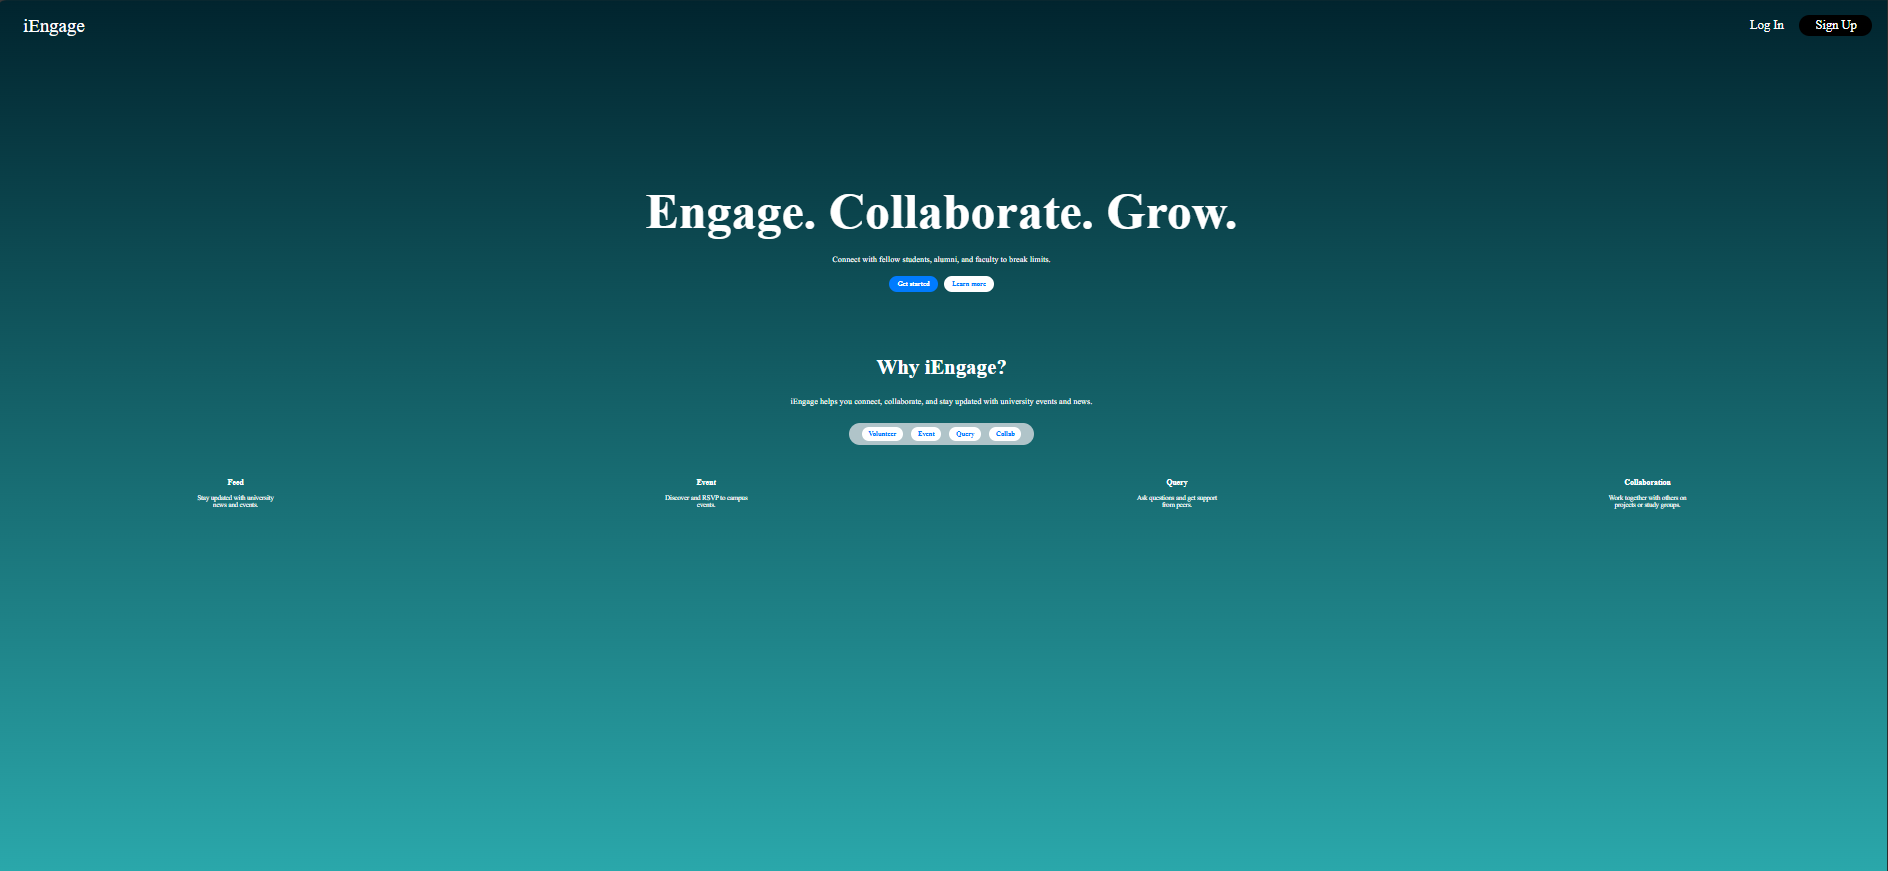 iEngage
Log In
Sign Up
Engage. Collaborate. Grow.
Connect with fellow students, alumni, and faculty to break limits.
Get started
Learn more
Why iEngage?
iEngage helps you connect, collaborate, and stay updated with university events and news.
Volunteer
Event
Query
Collab
Feed
Stay updated with university
news and events.
Event
Discover and RSVP to campus
events.
Query
Ask questions and get support
from peers.
Collaboration
Work together with others on
projects or study groups.